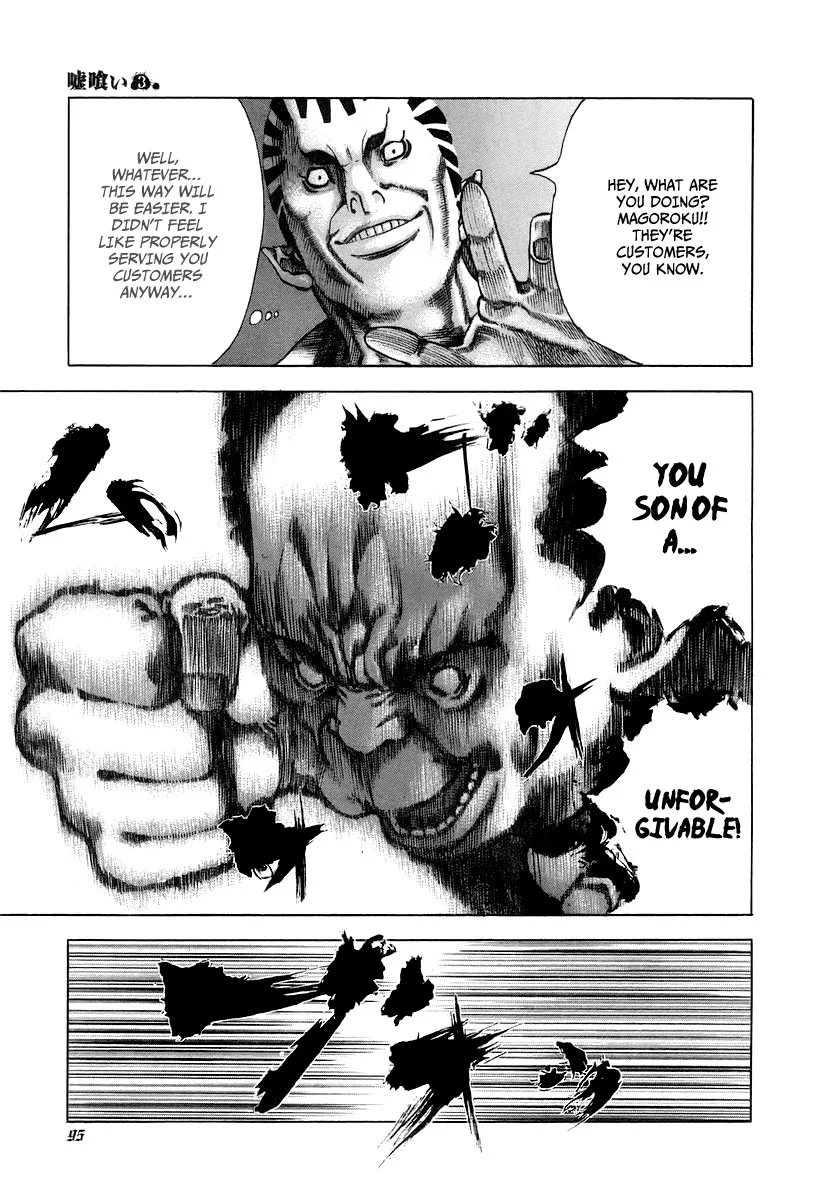 嘘喰い 3
HEY, WHAT ARE
YOU DOING?
MAGOROKU!!
THEY'RE
CUSTOMERS,
YOU KNOW.
WELL,
WHATEVER...
THIS WAY WILL
BE EASIER. I
DIDN'T FEEL
LIKE PROPERLY
SERVING YOU
CUSTOMERS
ANYWAY...
YOU
SON OF
A...
UNFOR-
GIVABLE!
95